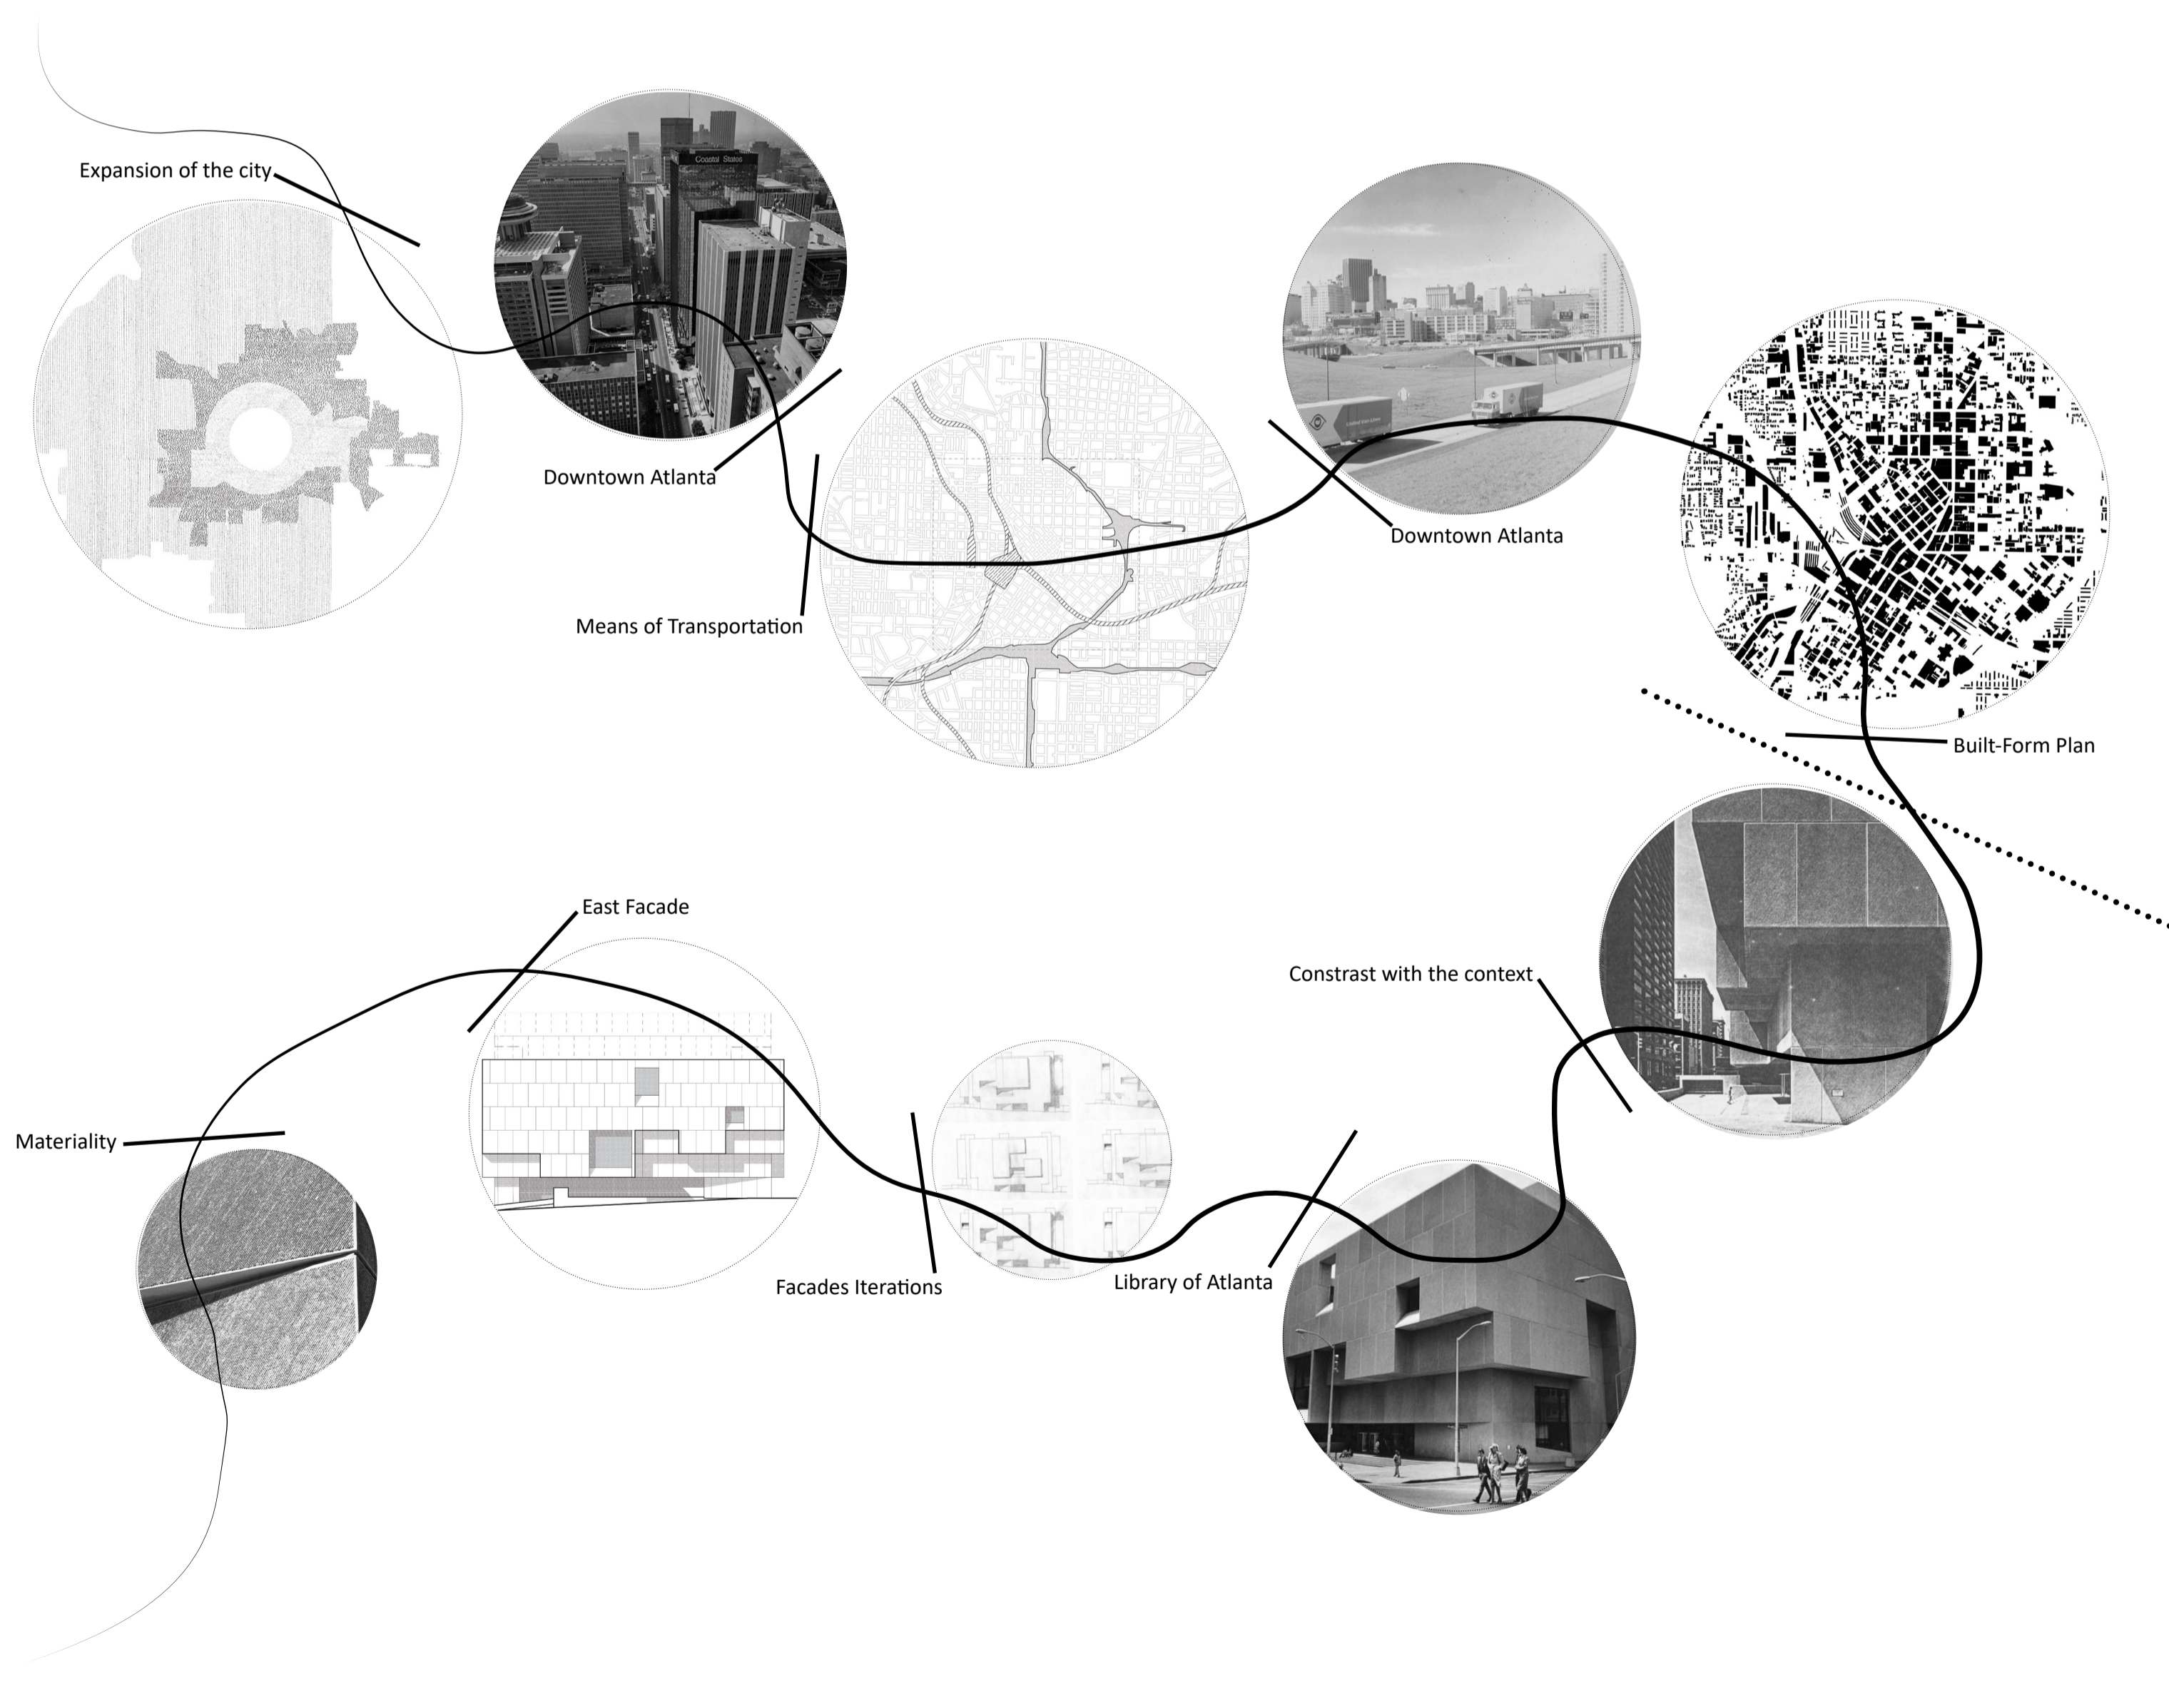 Expansion of the city
Coastal States
Downtown Atlanta
Means of Transportation
Downtown Atlanta
Built-Form Plan
Constrast with the context
Library of Atlanta
Facades Iterations
East Facade
Materiality